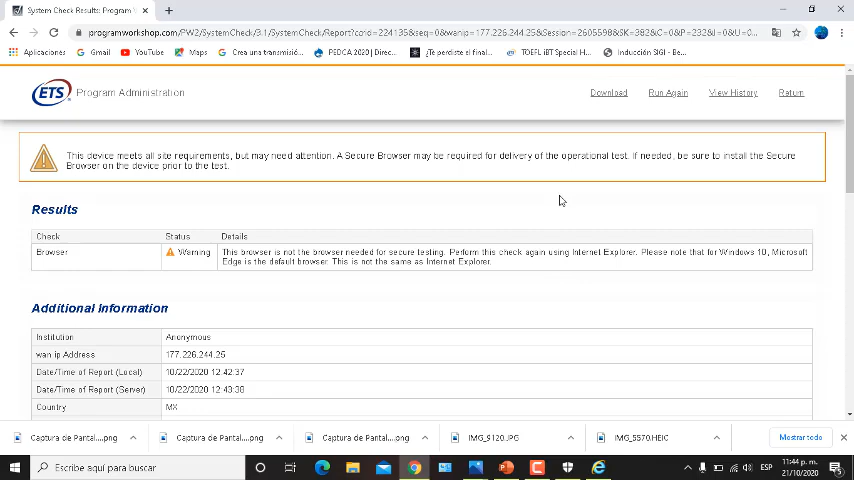 System Check Results: Program V
programworkshop.com/PW2/SystemCheck/3.1/SystemCheck/Report?corid=224135&seq=0&wanip=177.226.244.25&Session=2605598&SK=382&C=0&P=232&I=0&U=0...
Aplicaciones Gmail YouTube Maps Crea una transmisió... PEDCA 2020 | Direc... ¿Te perdiste el final... TOEFL iBT Special H... Inducción SIGI - Be...
ETS Program Administration Download Run Again View History Return
This device meets all site requirements, but may need attention. A Secure Browser may be required for delivery of the operational test. If needed, be sure to install the Secure
Browser on the device prior to the test.
Results
Check Status Details
Browser Warning This browser is not the browser needed for secure testing. Perform this check again using Internet Explorer. Please note that for Windows 10, Microsoft
Edge is the default browser. This is not the same as Internet Explorer.
Additional Information
Institution Anonymous
wan ip Address 177.226.244.25
Date/Time of Report (Local) 10/22/2020 12:42:37
Date/Time of Report (Server) 10/22/2020 12:43:38
Country MX
Captura de Pantal....png Captura de Pantal....png Captura de Pantal....png IMG_9120.JPG IMG_5570.HEIC Mostrar todo
Escribe aquí para buscar ESP 11:44 p. m.
21/10/2020